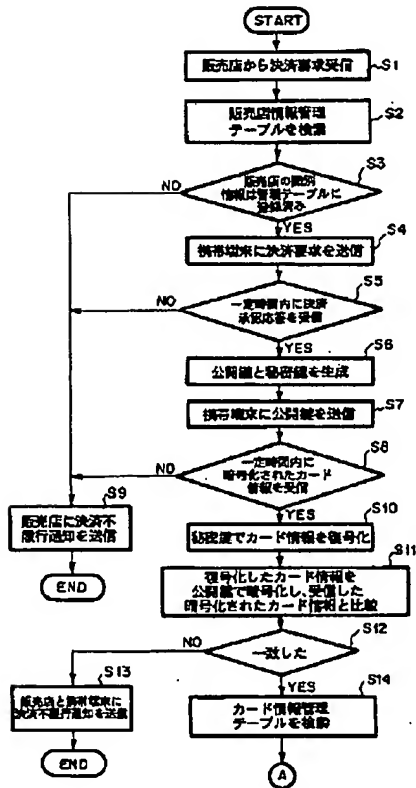 START
販売店から決済要求受信
S1
販売店情報管理
テーブルを検索
S2
S3
販売店の識別
情報は管理テーブルに
登録済み
NO
YES
S4
携帯端末に決済要求を送信
S5
一定時間内に決済
承認応答を受信
NO
YES
S6
公開鍵と秘密鍵を生成
S7
携帯端末に公開鍵を送信
S8
一定時間内に
暗号化されたカード
情報を受信
NO
YES
S9
販売店に決済不
履行通知を送信
END
S10
秘密鍵でカード情報を復号化
S11
復号化したカード情報を
公開鍵で暗号化し、受信した
暗号化されたカード情報と比較
S12
一致した
NO
YES
S13
販売店と携帯端末に
決済不履行通知を送信
END
S14
カード情報管理
テーブルを検索
A